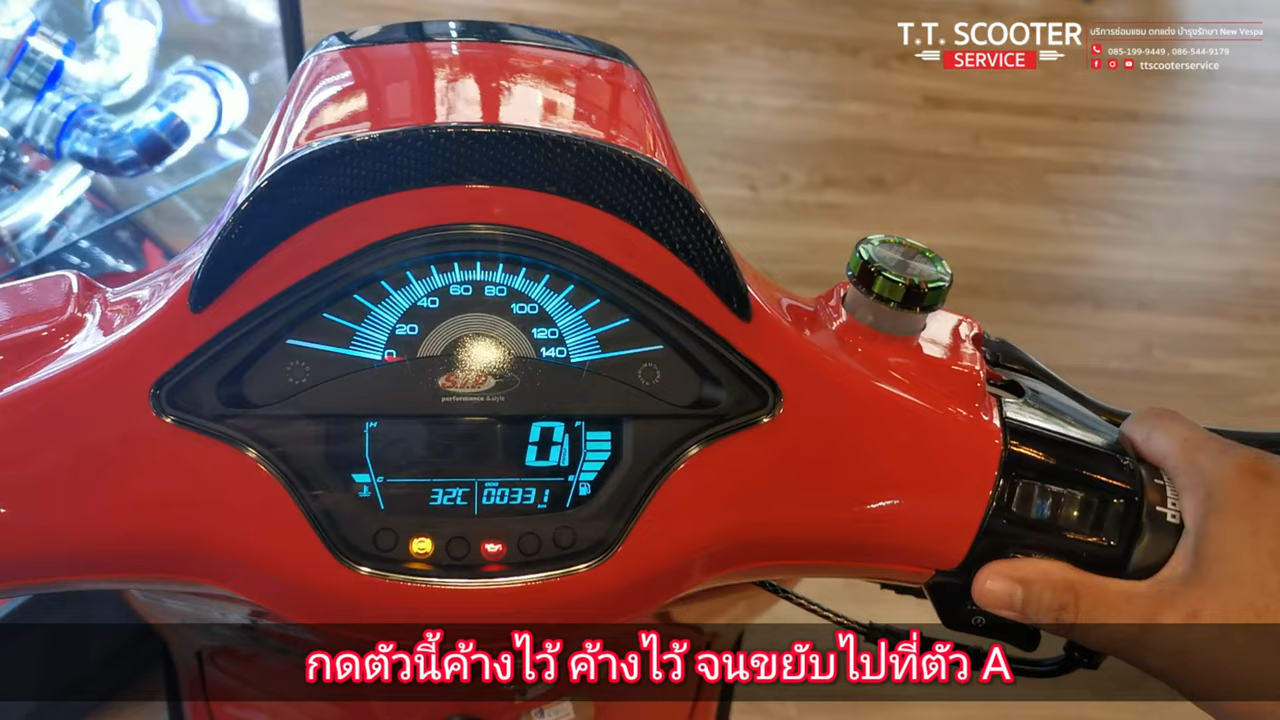 T.T. SCOOTER
SERVICE
บริการซ่อมแซม ตกแต่ง บำรุงรักษา New Vespa
085-199-9449 , 086-544-9179
ttscooterservice
0 20 40 60 80 100 120 140
S.I.P.
performance & style
H
F
0
C
E
32°C
00331
km
กดตัวนี้ค้างไว้ ค้างไว้ จนขยับไปที่ตัว A